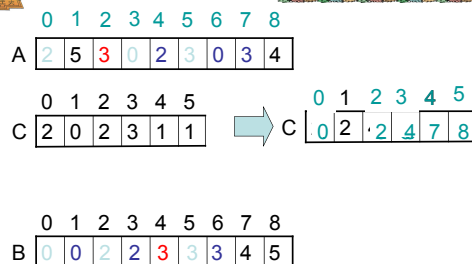 0 1 2 3 4 5 6 7 8
A 2 5 3 0 2 3 0 3 4
0 1 2 3 4 5
C 2 0 2 3 1 1
0 1 2 3 4 5
C 0 2 2 4 7 8
0 1 2 3 4 5 6 7 8
B 0 0 2 2 3 3 3 4 5